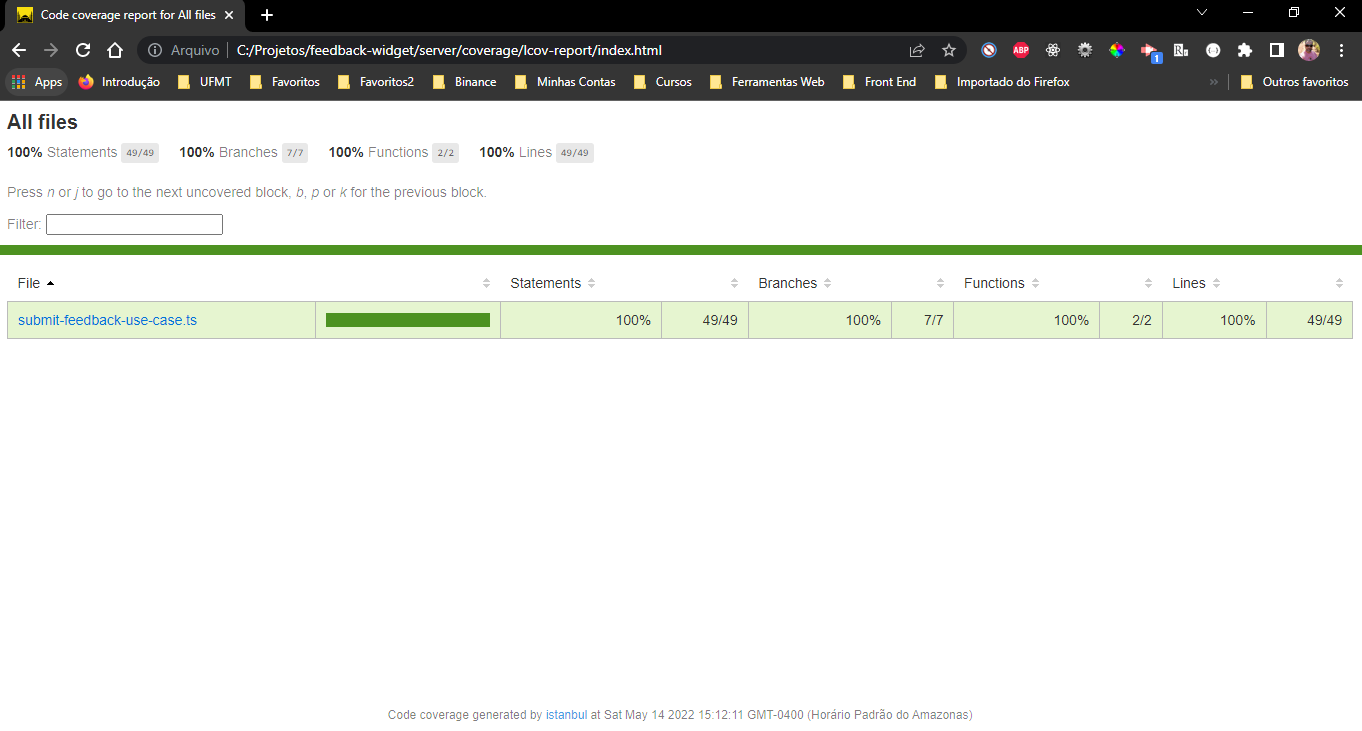 Code coverage report for All files
Arquivo C:/Projetos/feedback-widget/server/coverage/lcov-report/index.html
ABP
1
Apps Introdução UFMT Favoritos Favoritos2 Binance Minhas Contas Cursos Ferramentas Web Front End Importado do Firefox » Outros favoritos
All files
100% Statements 49/49 100% Branches 7/7 100% Functions 2/2 100% Lines 49/49
Press n or j to go to the next uncovered block, b, p or k for the previous block.
Filter:
File Statements Branches Functions Lines
submit-feedback-use-case.ts 100% 49/49 100% 7/7 100% 2/2 100% 49/49
Code coverage generated by istanbul at Sat May 14 2022 15:12:11 GMT-0400 (Horário Padrão do Amazonas)